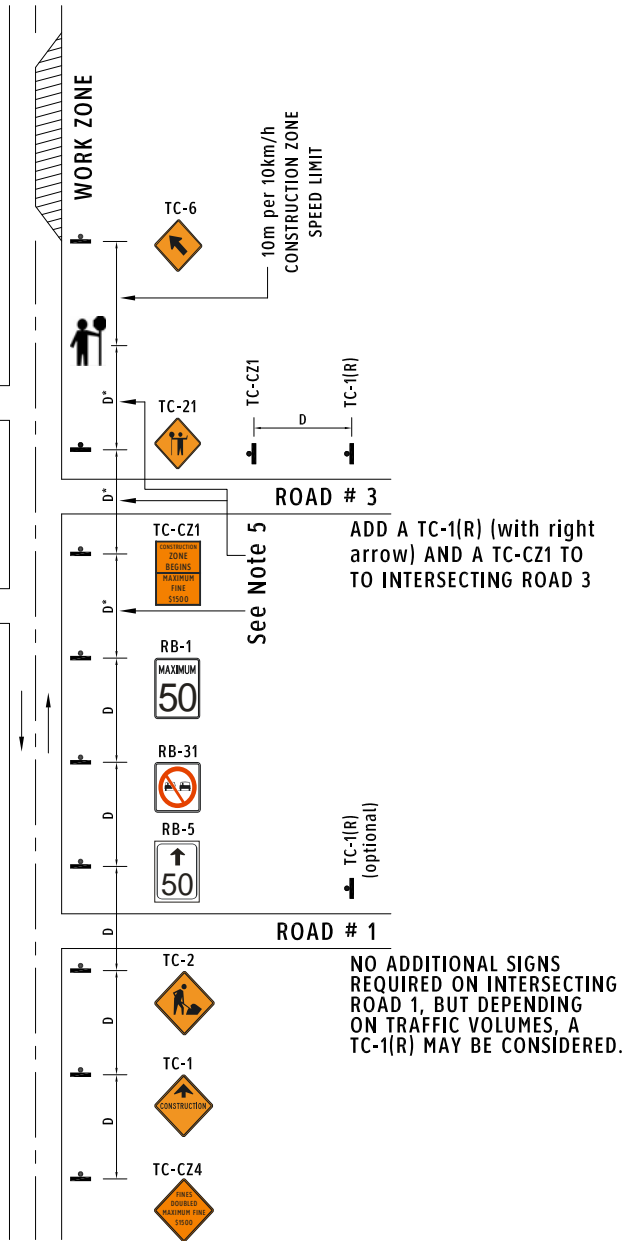 WORK ZONE
TC-6
10m per 10km/h
CONSTRUCTION ZONE
SPEED LIMIT
D*
TC-21
TC-CZ1
D
TC-1(R)
D*
ROAD # 3
TC-CZ1
CONSTRUCTION
ZONE
BEGINS
MAXIMUM
FINE
$1500
See Note 5
ADD A TC-1(R) (with right
arrow) AND A TC-CZ1 TO
TO INTERSECTING ROAD 3
D*
RB-1
MAXIMUM
50
D
RB-31
D
RB-5
50
TC-1(R)
(optional)
D
ROAD # 1
TC-2
NO ADDITIONAL SIGNS
REQUIRED ON INTERSECTING
ROAD 1, BUT DEPENDING
ON TRAFFIC VOLUMES, A
TC-1(R) MAY BE CONSIDERED.
D
TC-1
CONSTRUCTION
D
TC-CZ4
FINES
DOUBLED
MAXIMUM FINE
$1500